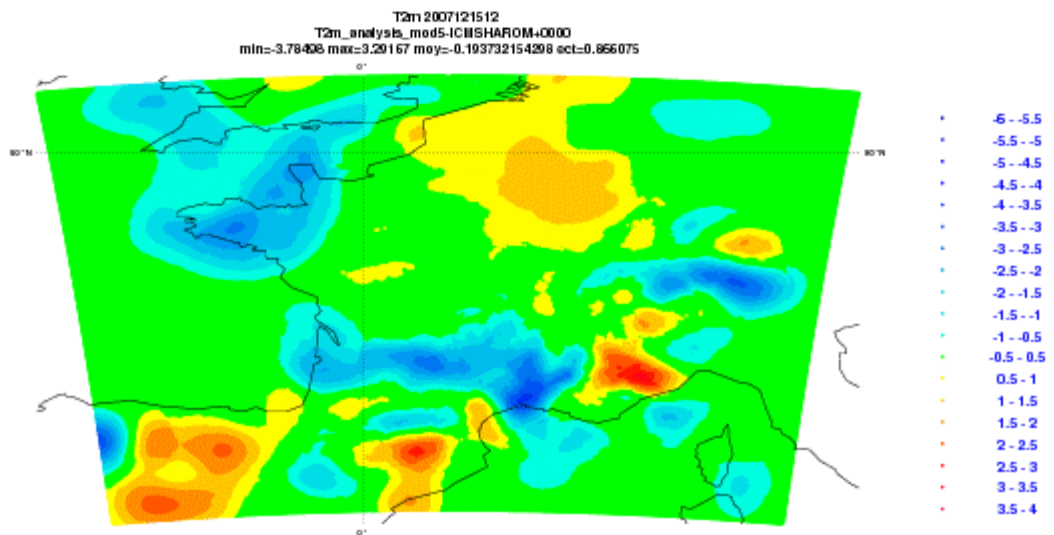 T2m 2007121512
T2m_analysis_mod5-ICMSHAROM+0000
min=-3.78498 max=3.29167 moy=-0.193732154298 ect=0.856075
0°
50°N
50°N
0°
-6 - -5.5
-5.5 - -5
-5 - -4.5
-4.5 - -4
-4 - -3.5
-3.5 - -3
-3 - -2.5
-2.5 - -2
-2 - -1.5
-1.5 - -1
-1 - -0.5
-0.5 - 0.5
0.5 - 1
1 - 1.5
1.5 - 2
2 - 2.5
2.5 - 3
3 - 3.5
3.5 - 4